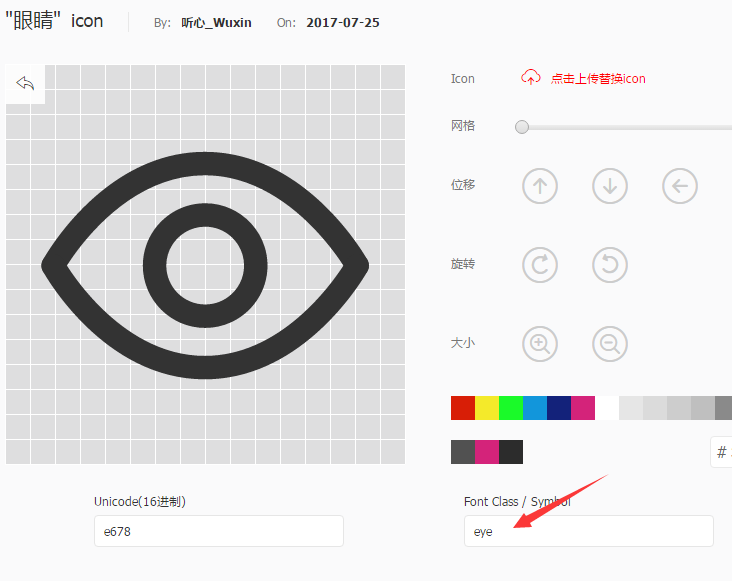 "眼睛" icon By: 听心_Wuxin On: 2017-07-25
Icon 点击上传替换icon
网格
位移
旋转
大小
#
Unicode(16进制) Font Class / Symbol
e678 eye